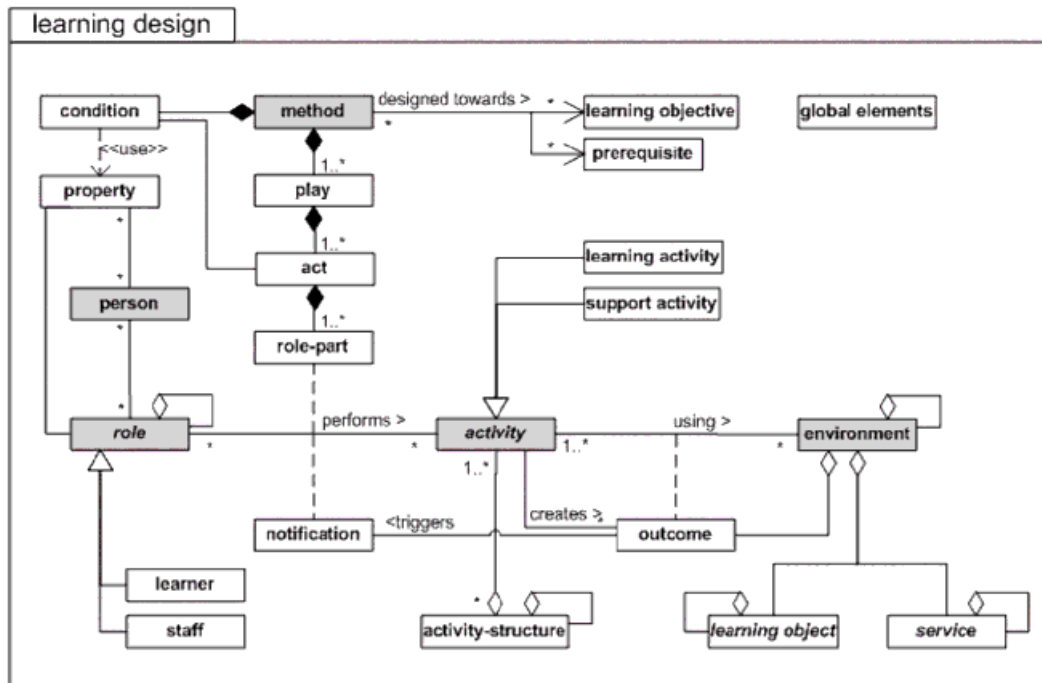 learning design
condition
method
designed towards >
*
*
learning objective
global elements
<<use>>
1..*
*
prerequisite
property
play
*
1..*
learning activity
act
*
support activity
person
*
1..*
role-part
*
performs >
using >
role
*
*
activity
1..*
*
environment
1..*
notification
<triggers
creates >
*
outcome
learner
staff
*
activity-structure
learning object
service